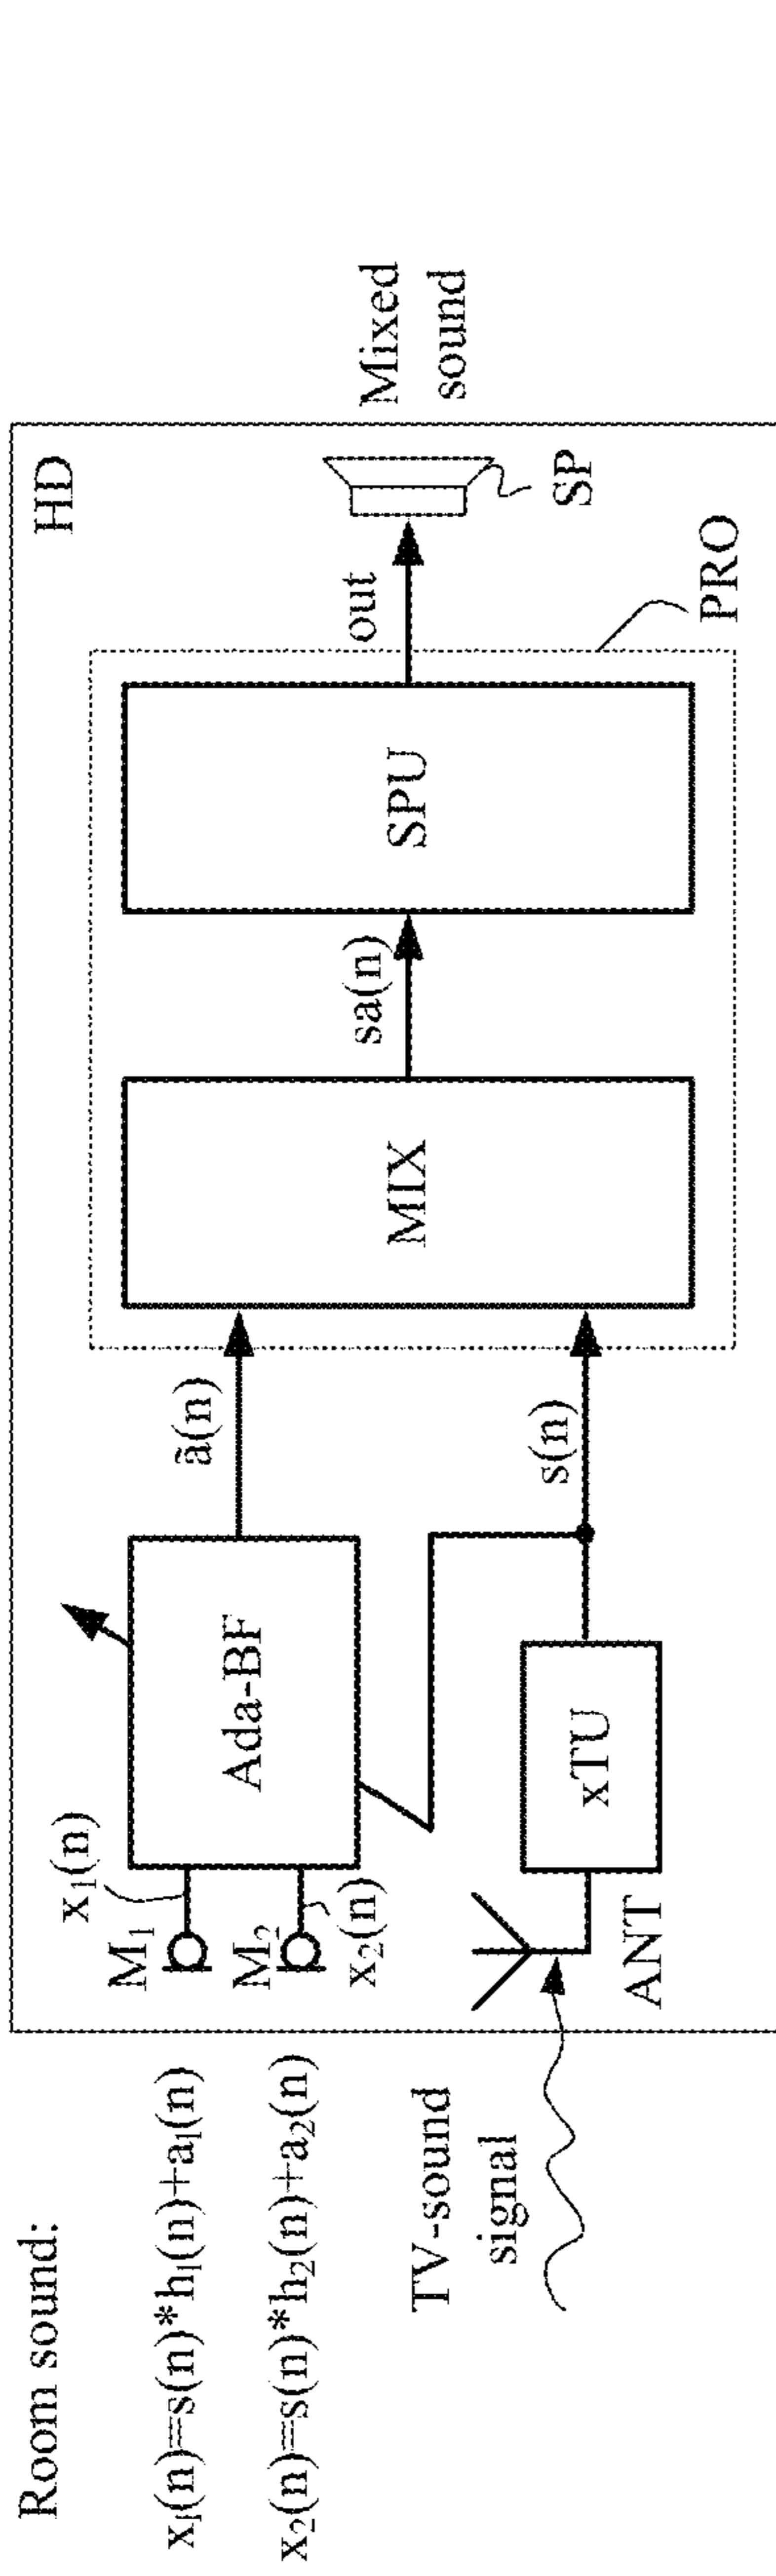 Room sound:
x₁(n)=s(n)*h₁(n)+a₁(n)
x₂(n)=s(n)*h₂(n)+a₂(n)
TV-sound
signal
HD
x₁(n)
M₁
M₂
x₂(n)
ANT
Ada-BF
xTU
ã(n)
s(n)
MIX
sa(n)
SPU
PRO
out
SP
Mixed
sound